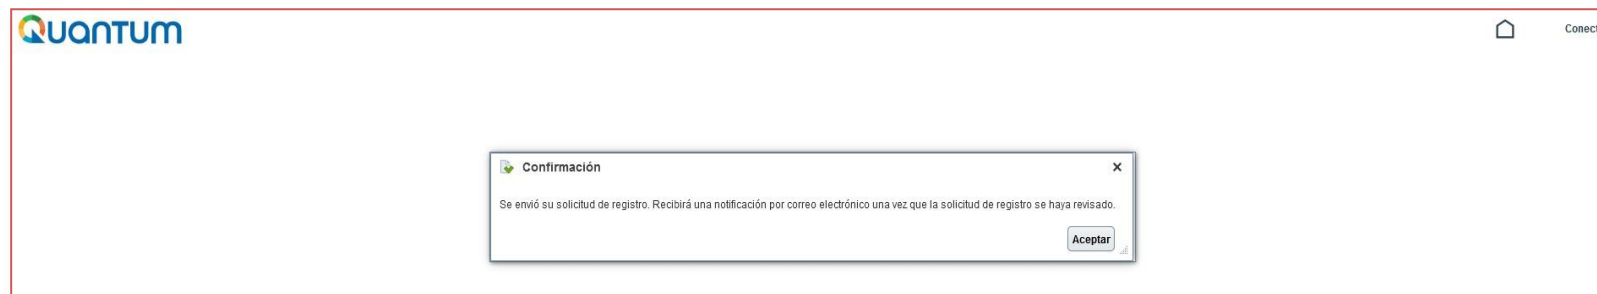 Quantum
Conect
Confirmación
Se envió su solicitud de registro. Recibirá una notificación por correo electrónico una vez que la solicitud de registro se haya revisado.
Aceptar